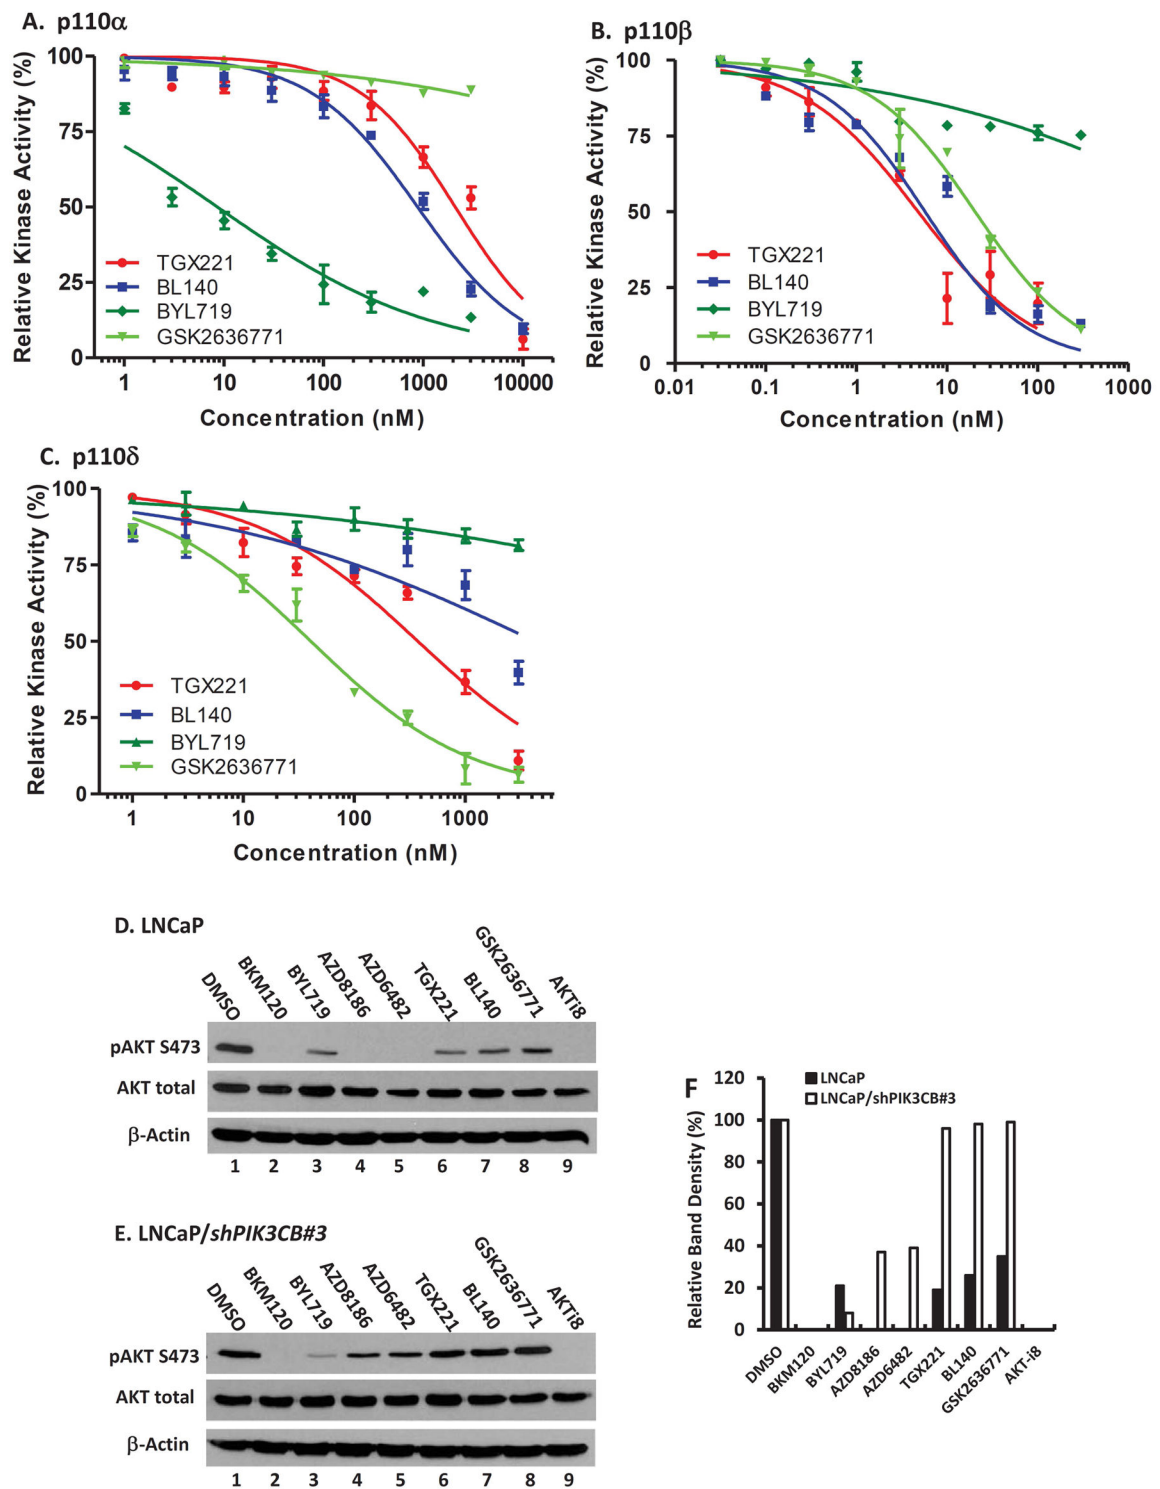 A. p110α
Relative Kinase Activity (%)
100
75
50
25
0
TGX221
BL140
BYL719
GSK2636771
1 10 100 1000 10000
Concentration (nM)
B. p110β
Relative Kinase Activity (%)
100
75
50
25
0
TGX221
BL140
BYL719
GSK2636771
0.01 0.1 1 10 100 1000
Concentration (nM)
C. p110δ
Relative Kinase Activity (%)
100
75
50
25
0
TGX221
BL140
BYL719
GSK2636771
1 10 100 1000
Concentration (nM)
D. LNCaP
DMSO BKM120 BYL719 AZD8186 AZD6482 TGX221 BL140 GSK2636771 AKTi8
pAKT S473
AKT total
β-Actin
1 2 3 4 5 6 7 8 9
E. LNCaP/shPIK3CB#3
DMSO BKM120 BYL719 AZD8186 AZD6482 TGX221 BL140 GSK2636771 AKTi8
pAKT S473
AKT total
β-Actin
1 2 3 4 5 6 7 8 9
F
Relative Band Density (%)
120
100
80
60
40
20
0
LNCaP
LNCaP/shPIK3CB#3
DMSO BKM120 BYL719 AZD8186 AZD6482 TGX221 BL140 GSK2636771 AKT-i8